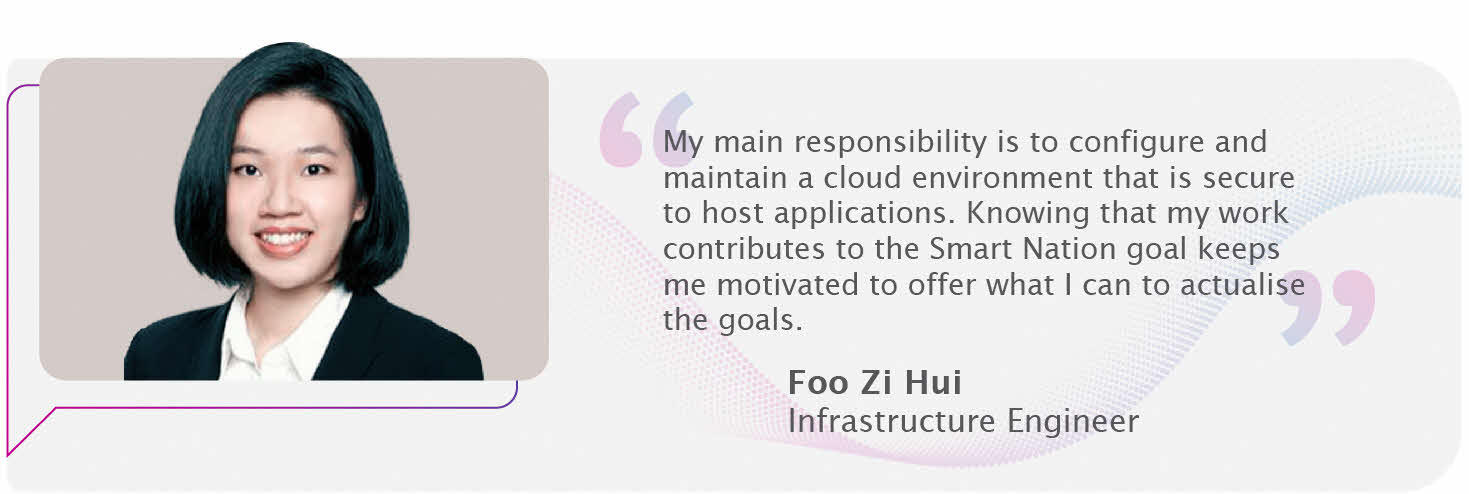 “My main responsibility is to configure and
maintain a cloud environment that is secure
to host applications. Knowing that my work
contributes to the Smart Nation goal keeps
me motivated to offer what I can to actualise
the goals.”
Foo Zi Hui
Infrastructure Engineer